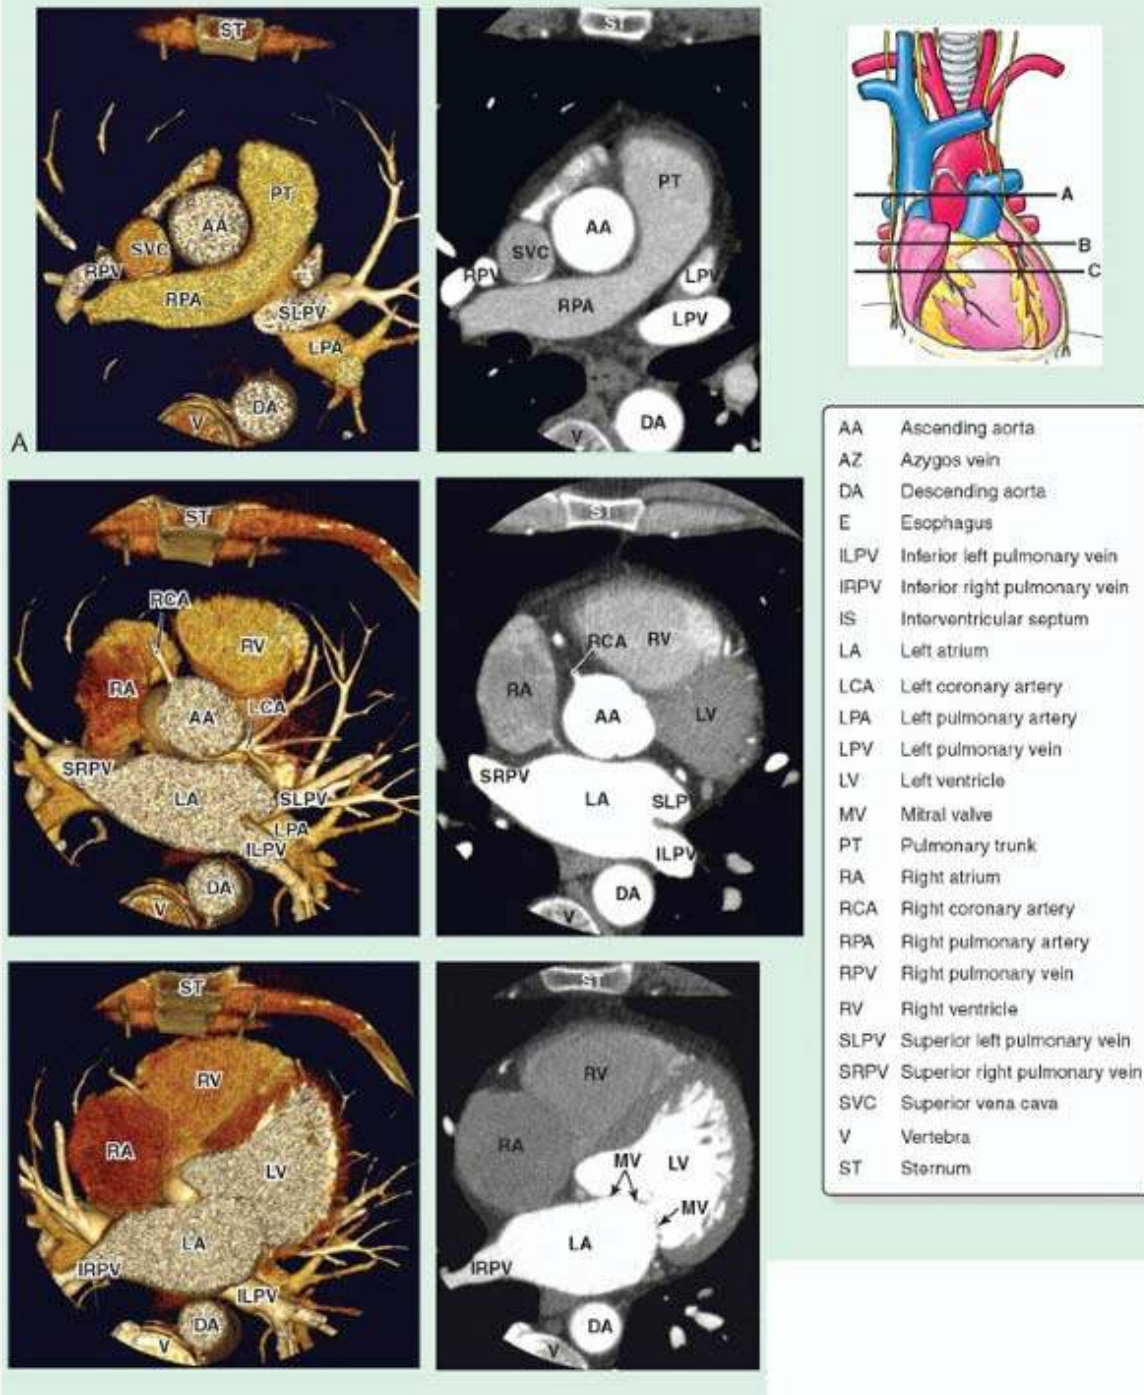 ST
PT
AA
SVC
RPV
RPA
SLPV
LPA
DA
V
A
ST
PT
AA
SVC
RPV
LPV
RPA
LPV
DA
V
A
B
C
ST
RCA
RV
RA
LCA
AA
SRPV
LA
SLPV
LPA
ILPV
DA
V
ST
RCA
RV
RA
AA
LV
SRPV
LA
SLP
ILPV
DA
V
ST
RV
RA
LV
LA
IRPV
ILPV
DA
V
ST
RV
RA
MV
LV
MV
LA
IRPV
DA
V
AA Ascending aorta
AZ Azygos vein
DA Descending aorta
E Esophagus
ILPV Inferior left pulmonary vein
IRPV Inferior right pulmonary vein
IS Interventricular septum
LA Left atrium
LCA Left coronary artery
LPA Left pulmonary artery
LPV Left pulmonary vein
LV Left ventricle
MV Mitral valve
PT Pulmonary trunk
RA Right atrium
RCA Right coronary artery
RPA Right pulmonary artery
RPV Right pulmonary vein
RV Right ventricle
SLPV Superior left pulmonary vein
SRPV Superior right pulmonary vein
SVC Superior vena cava
V Vertebra
ST Sternum